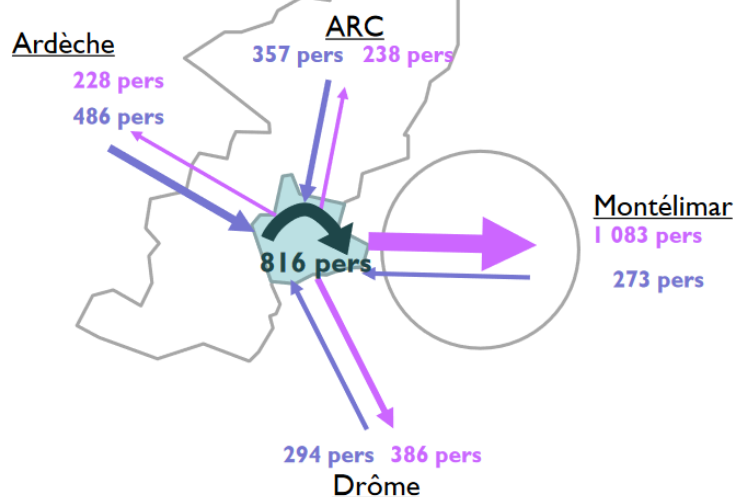 ARC
357 pers 238 pers
Ardèche
228 pers
486 pers
Montélimar
1 083 pers
273 pers
816 pers
294 pers 386 pers
Drôme